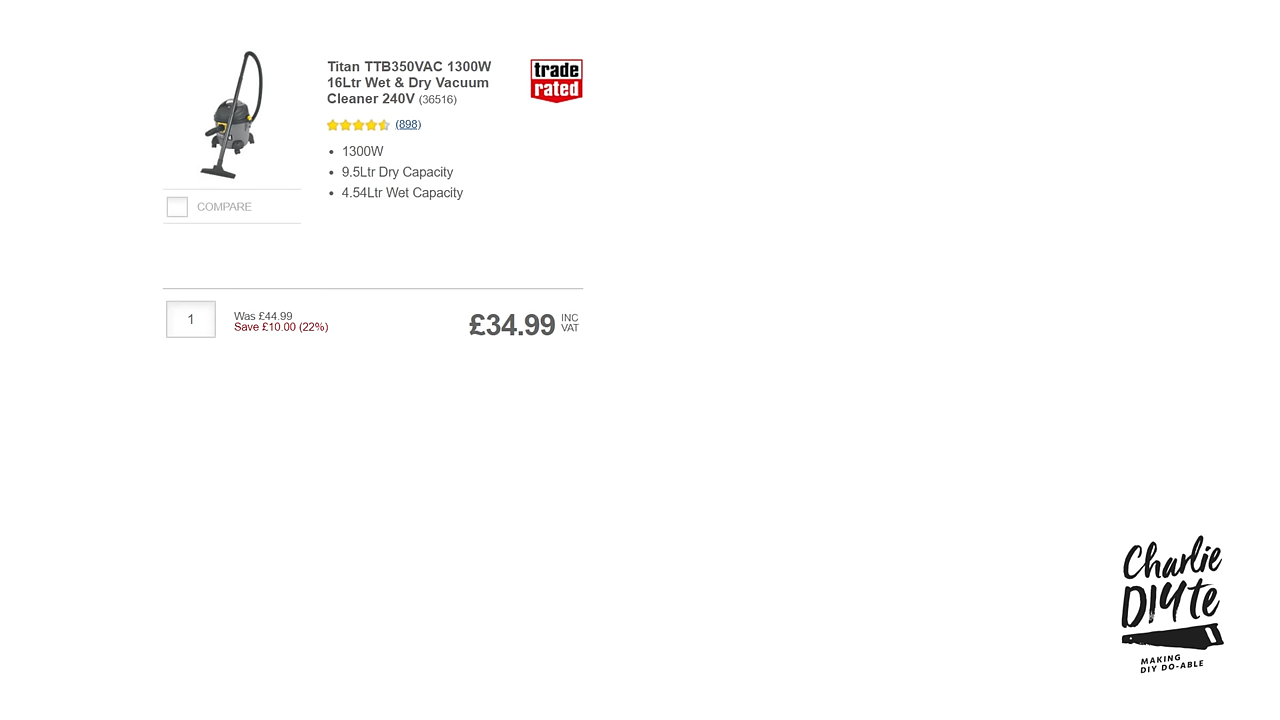 Titan TTB350VAC 1300W
16Ltr Wet & Dry Vacuum
Cleaner 240V (36516)
trade
rated
(898)
• 1300W
• 9.5Ltr Dry Capacity
• 4.54Ltr Wet Capacity
COMPARE
1
Was £44.99
Save £10.00 (22%)
£34.99 INC
VAT
Charlie
DIYte
MAKING
DIY DO-ABLE